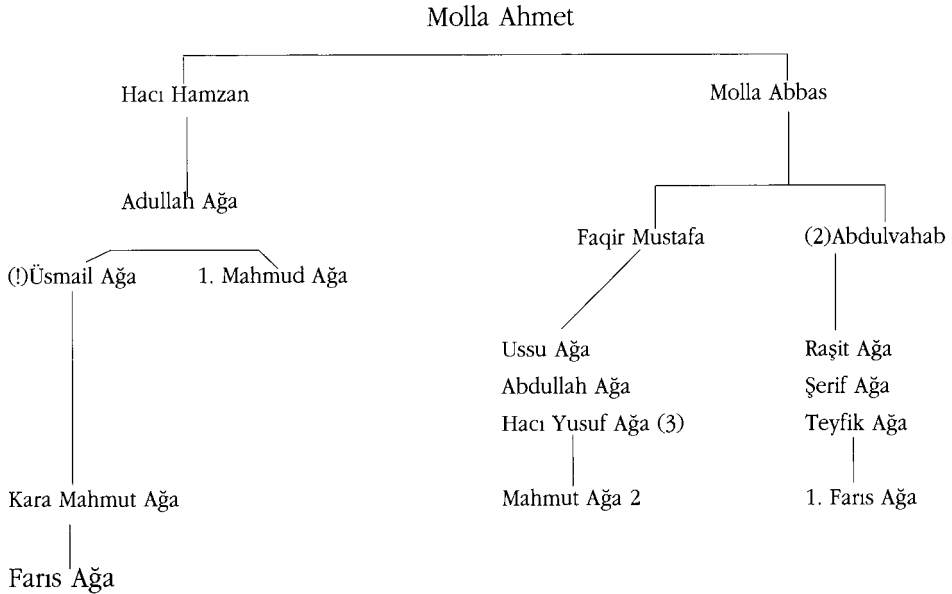 Molla Ahmet
Hacı Hamzan
Molla Abbas
Adullah Ağa
Faqir Mustafa
(2)Abdulvahab
(!)Üsmail Ağa
1. Mahmud Ağa
Ussu Ağa
Raşit Ağa
Abdullah Ağa
Şerif Ağa
Hacı Yusuf Ağa (3)
Teyfik Ağa
Kara Mahmut Ağa
Mahmut Ağa 2
1. Farıs Ağa
Farıs Ağa